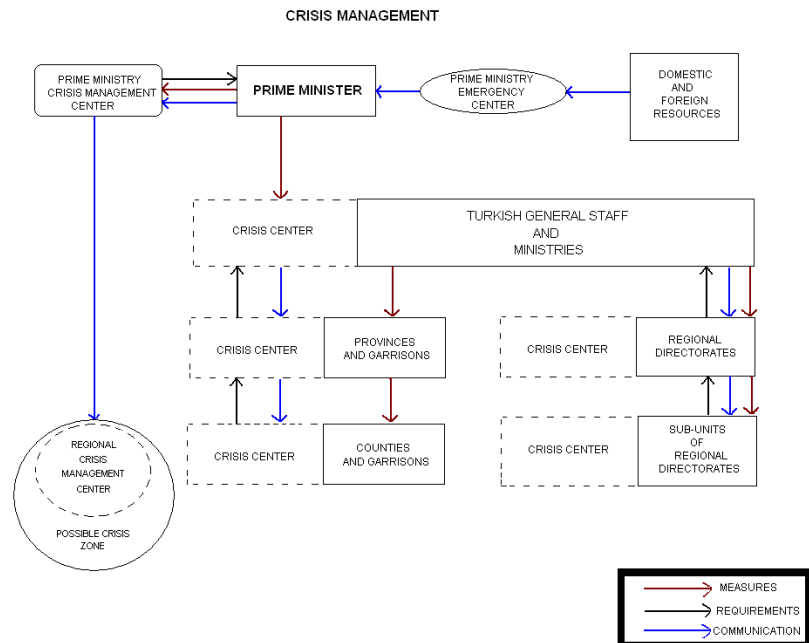 CRISIS MANAGEMENT
PRIME MINISTRY
CRISIS MANAGEMENT
CENTER
PRIME MINISTER
PRIME MINISTRY
EMERGENCY
CENTER
DOMESTIC
AND
FOREIGN
RESOURCES
CRISIS CENTER
TURKISH GENERAL STAFF
AND
MINISTRIES
CRISIS CENTER
PROVINCES
AND GARRISONS
CRISIS CENTER
REGIONAL
DIRECTORATES
CRISIS CENTER
COUNTIES
AND GARRISONS
CRISIS CENTER
SUB-UNITS
OF
REGIONAL
DIRECTORATES
REGIONAL
CRISIS
MANAGEMENT
CENTER
POSSIBLE CRISIS
ZONE
MEASURES
REQUIREMENTS
COMMUNICATION